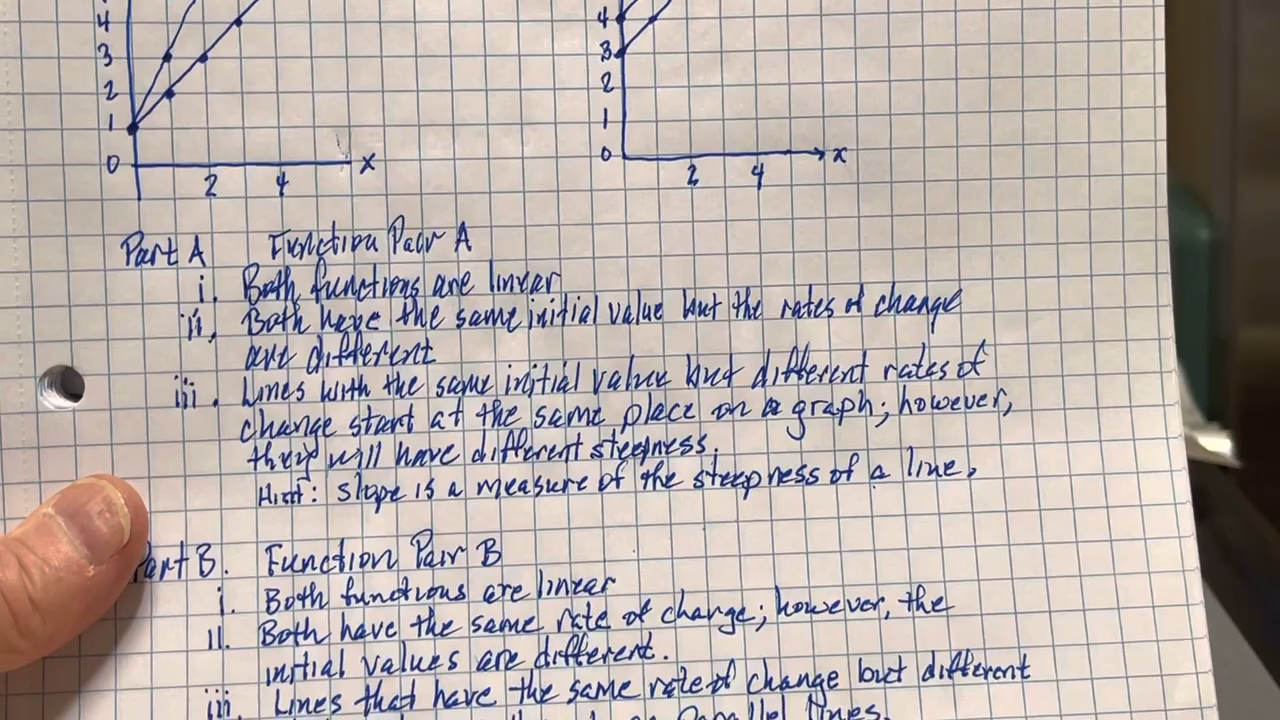 4
3
2
1
0
2 4 x
4
3
2
1
0
2 4 x
Part A Function Pair A
i. Both functions are linear
ii. Both have the same initial value but the rates of change
are different
iii. Lines with the same initial value but different rates of
change start at the same place on a graph; however,
they will have different steepness.
Hint: slope is a measure of the steepness of a line.
Part B. Function Pair B
i. Both functions are linear
ii. Both have the same rate of change; however, the
initial values are different.
iii. Lines that have the same rate of change but different
parallel lines.